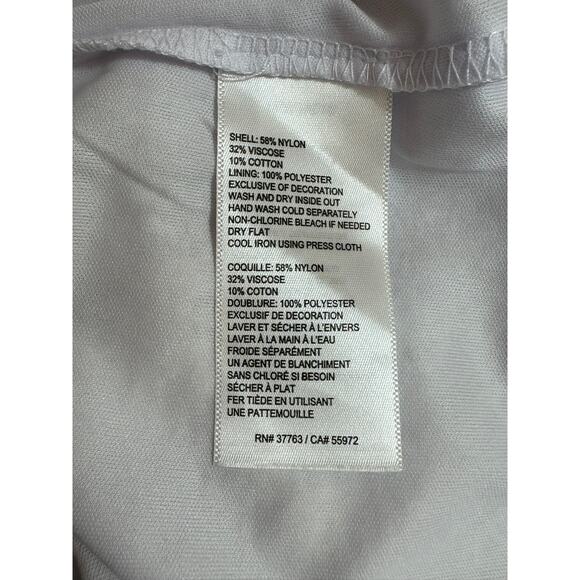 SHELL: 58% NYLON
32% VISCOSE
10% COTTON
LINING: 100% POLYESTER
EXCLUSIVE OF DECORATION
WASH AND DRY INSIDE OUT
HAND WASH COLD SEPARATELY
NON-CHLORINE BLEACH IF NEEDED
DRY FLAT
COOL IRON USING PRESS CLOTH
COQUILLE: 58% NYLON
32% VISCOSE
10% COTON
DOUBLURE: 100% POLYESTER
EXCLUSIF DE DECORATION
LAVER ET SÉCHER À L'ENVERS
LAVER À LA MAIN À L'EAU
FROIDE SÉPARÉMENT
UN AGENT DE BLANCHIMENT
SANS CHLORÉ SI BESOIN
SÉCHER À PLAT
FER TIÈDE EN UTILISANT
UNE PATTEMOUILLE
RN# 37763 / CA# 55972